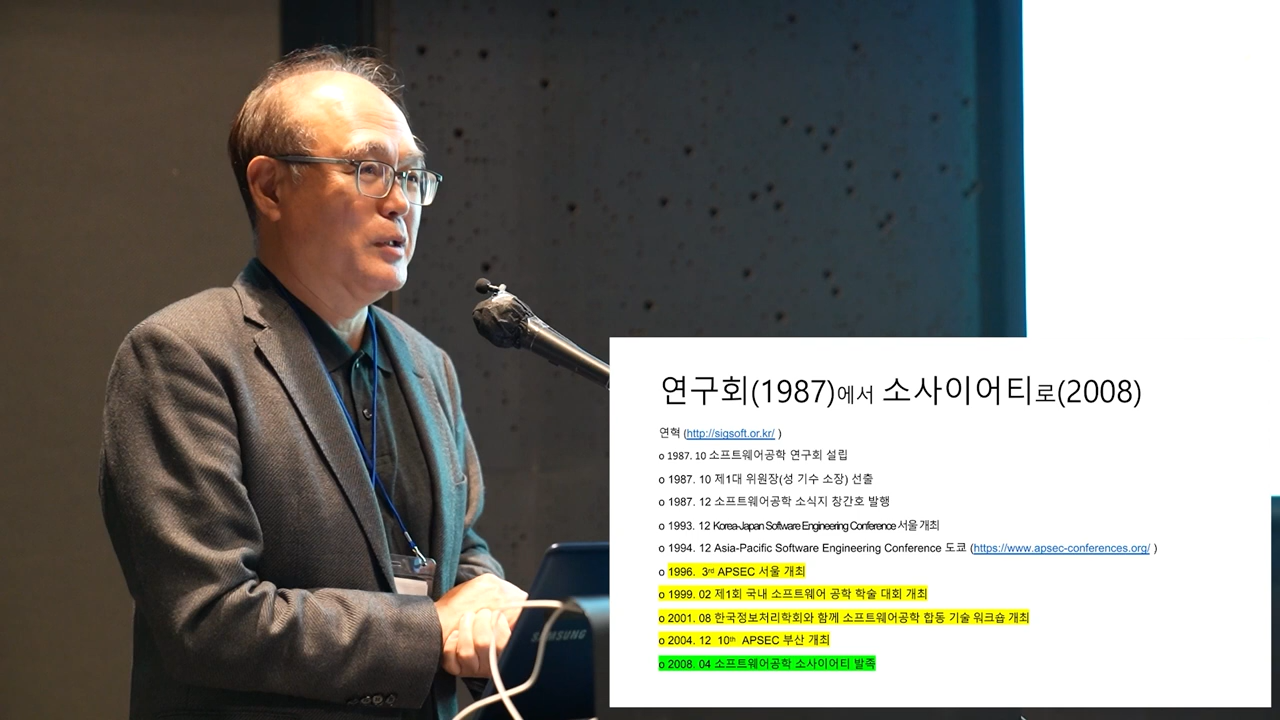 연구회(1987)에서 소사이어티로(2008)
연혁 (http://sigsoft.or.kr/ )
o 1987. 10 소프트웨어공학 연구회 설립
o 1987. 10 제1대 위원장(성 기수 소장) 선출
o 1987. 12 소프트웨어공학 소식지 창간호 발행
o 1993. 12 Korea-Japan Software Engineering Conference 서울 개최
o 1994. 12 Asia-Pacific Software Engineering Conference 도쿄 (https://www.apsec-conferences.org/ )
o 1996. 3rd APSEC 서울 개최
o 1999. 02 제1회 국내 소프트웨어 공학 학술 대회 개최
o 2001. 08 한국정보처리학회와 함께 소프트웨어공학 합동 기술 워크숍 개최
o 2004. 12 10th APSEC 부산 개최
o 2008. 04 소프트웨어공학 소사이어티 발족
SAMSUNG